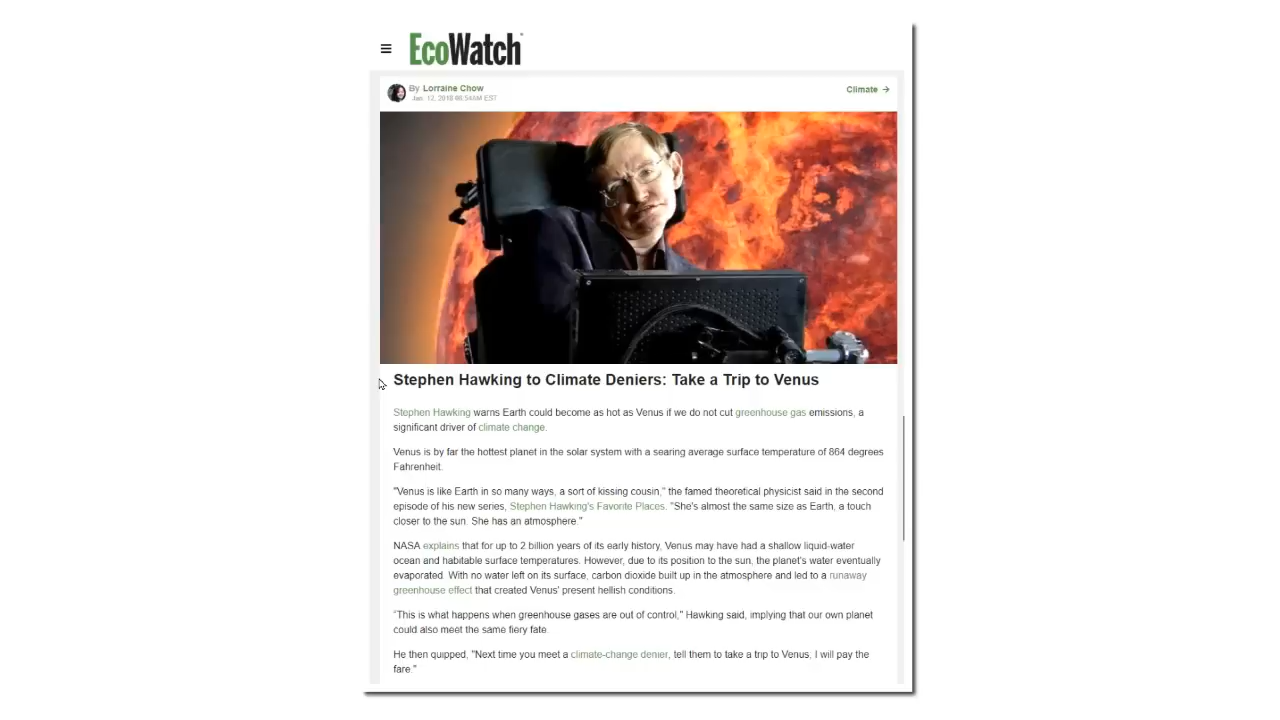 EcoWatch
By Lorraine Chow
Jan. 12, 2018 06:54AM EST
Climate →
Stephen Hawking to Climate Deniers: Take a Trip to Venus
Stephen Hawking warns Earth could become as hot as Venus if we do not cut greenhouse gas emissions, a
significant driver of climate change.
Venus is by far the hottest planet in the solar system with a searing average surface temperature of 864 degrees
Fahrenheit.
"Venus is like Earth in so many ways, a sort of kissing cousin," the famed theoretical physicist said in the second
episode of his new series, Stephen Hawking's Favorite Places. "She's almost the same size as Earth, a touch
closer to the sun. She has an atmosphere."
NASA explains that for up to 2 billion years of its early history, Venus may have had a shallow liquid-water
ocean and habitable surface temperatures. However, due to its position to the sun, the planet's water eventually
evaporated. With no water left on its surface, carbon dioxide built up in the atmosphere and led to a runaway
greenhouse effect that created Venus' present hellish conditions.
"This is what happens when greenhouse gases are out of control," Hawking said, implying that our own planet
could also meet the same fiery fate.
He then quipped, "Next time you meet a climate-change denier, tell them to take a trip to Venus; I will pay the
fare."